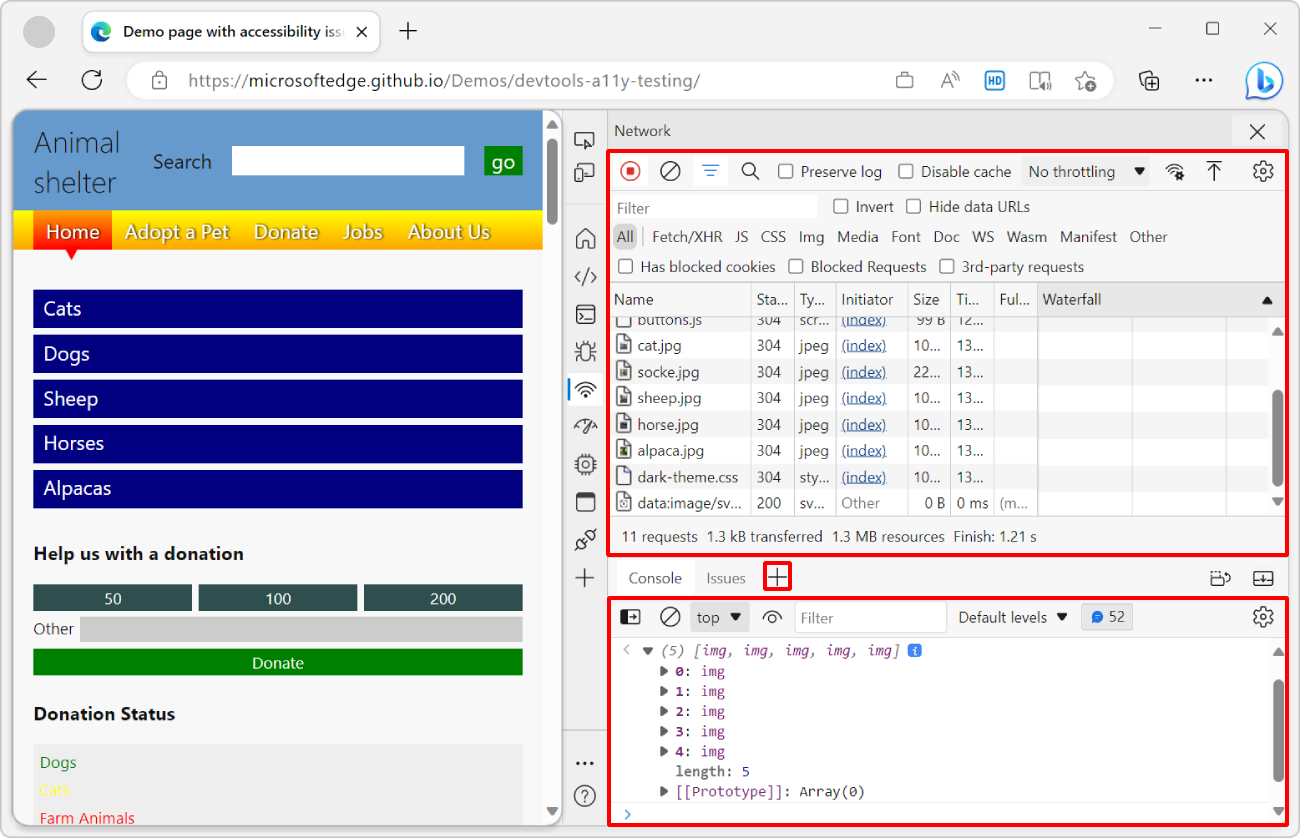 Demo page with accessibility iss
https://microsoftedge.github.io/Demos/devtools-a11y-testing/
HD
Animal
shelter
Search
go
Home Adopt a Pet Donate Jobs About Us
Cats
Dogs
Sheep
Horses
Alpacas
Help us with a donation
50 100 200
Other
Donate
Donation Status
Dogs
Cats
Farm Animals
Network
Preserve log Disable cache No throttling
Filter Invert Hide data URLs
All Fetch/XHR JS CSS Img Media Font Doc WS Wasm Manifest Other
Has blocked cookies Blocked Requests 3rd-party requests
Name Sta... Ty... Initiator Size Ti... Ful... Waterfall
buttons.js 304 scr... (index) 99 B 12...
cat.jpg 304 jpeg (index) 10... 13...
socke.jpg 304 jpeg (index) 22... 13...
sheep.jpg 304 jpeg (index) 10... 13...
horse.jpg 304 jpeg (index) 10... 13...
alpaca.jpg 304 jpeg (index) 10... 13...
dark-theme.css 304 sty... (index) 10... 13...
data:image/sv... 200 sv... Other 0 B 0 ms (m...
11 requests 1.3 kB transferred 1.3 MB resources Finish: 1.21 s
Console Issues
top Filter Default levels 52
(5) [img, img, img, img, img]
0: img
1: img
2: img
3: img
4: img
length: 5
[[Prototype]]: Array(0)